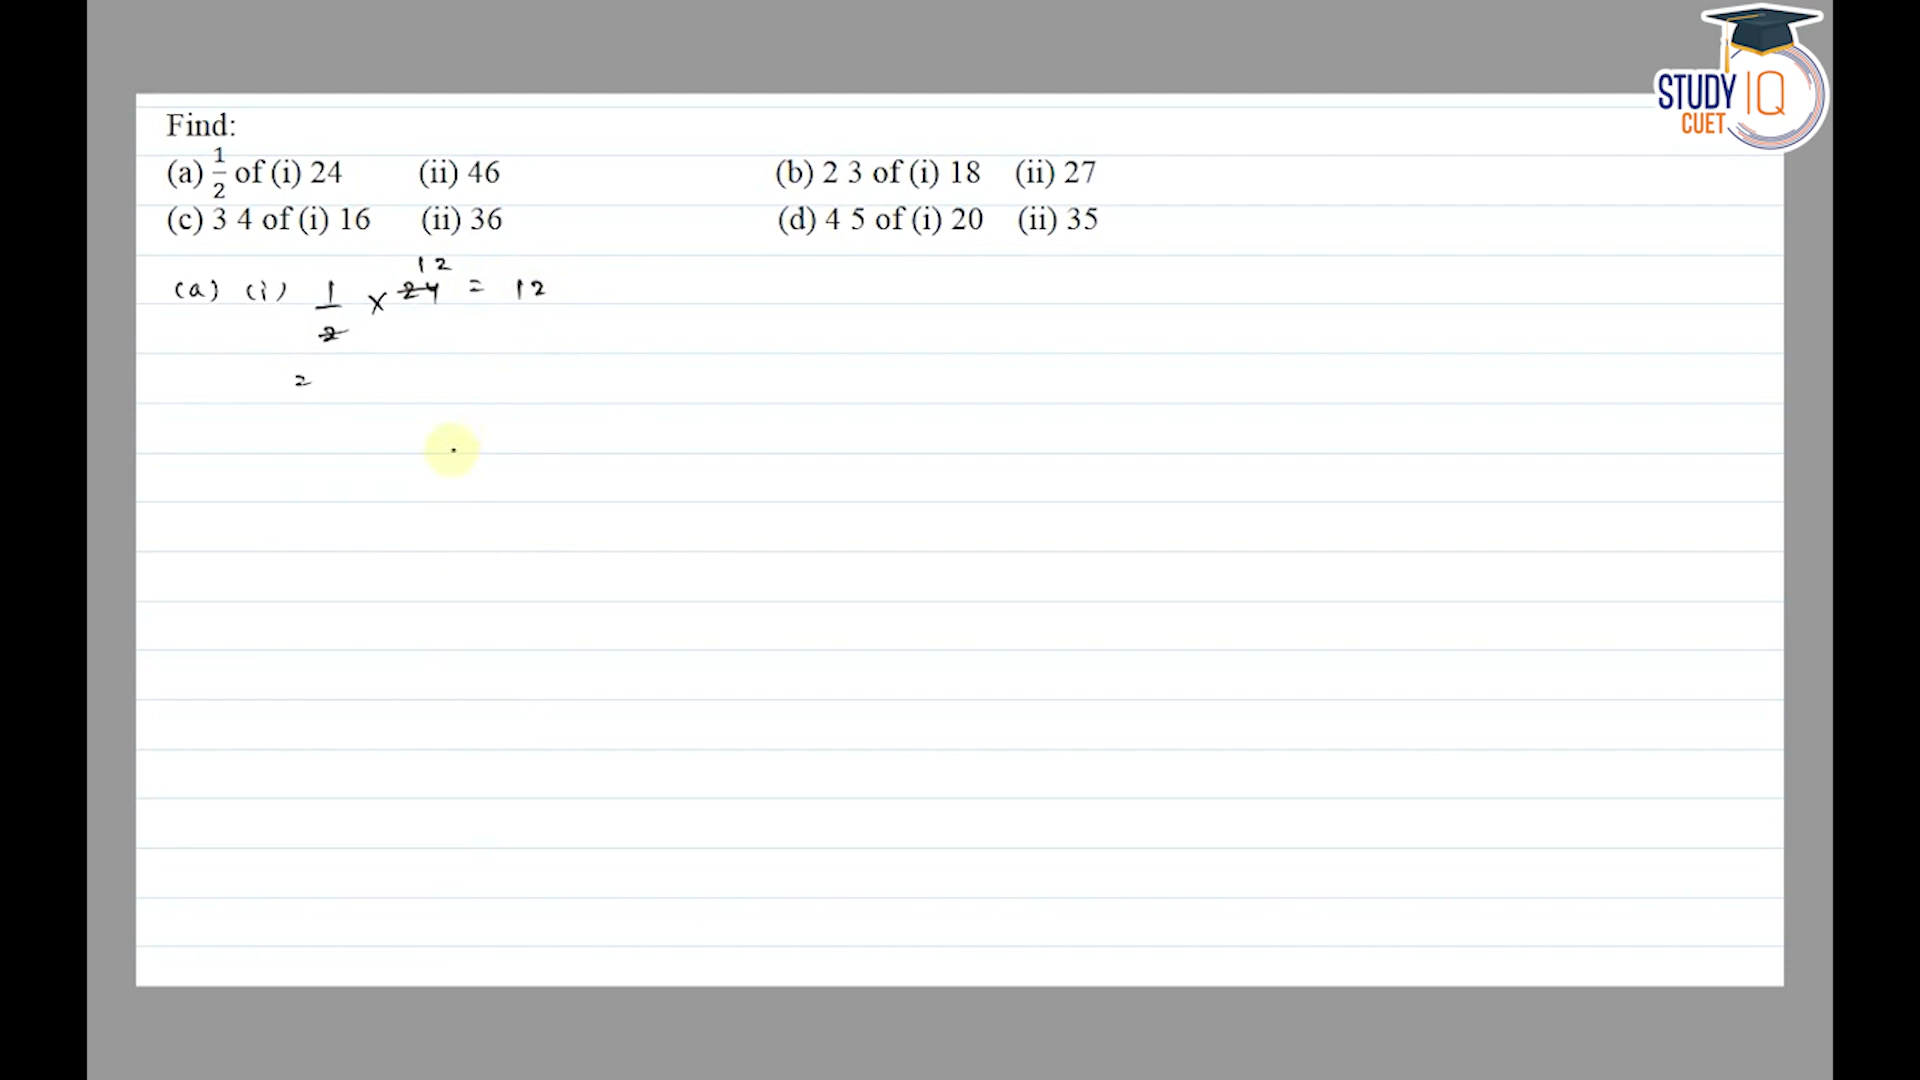 STUDY IQ
CUET
Find:
(a) 1/2 of (i) 24 (ii) 46 (b) 2 3 of (i) 18 (ii) 27
(c) 3 4 of (i) 16 (ii) 36 (d) 4 5 of (i) 20 (ii) 35
12
(a) (i) 1/2 × 24 = 12
=